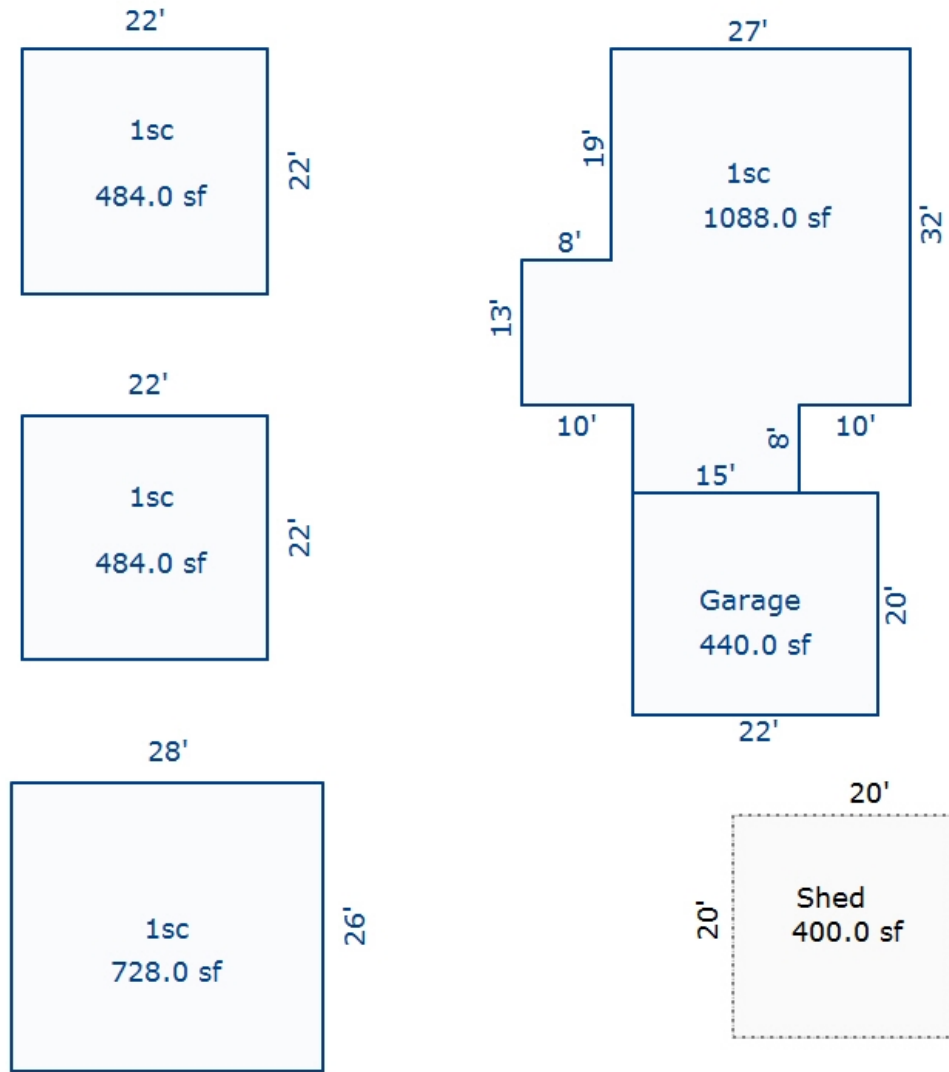 22'
1sc
484.0 sf
22'
22'
1sc
484.0 sf
22'
28'
1sc
728.0 sf
26'
27'
19'
1sc
1088.0 sf
32'
8'
13'
10'
8'
10'
15'
Garage
440.0 sf
20'
22'
20'
20'
Shed
400.0 sf